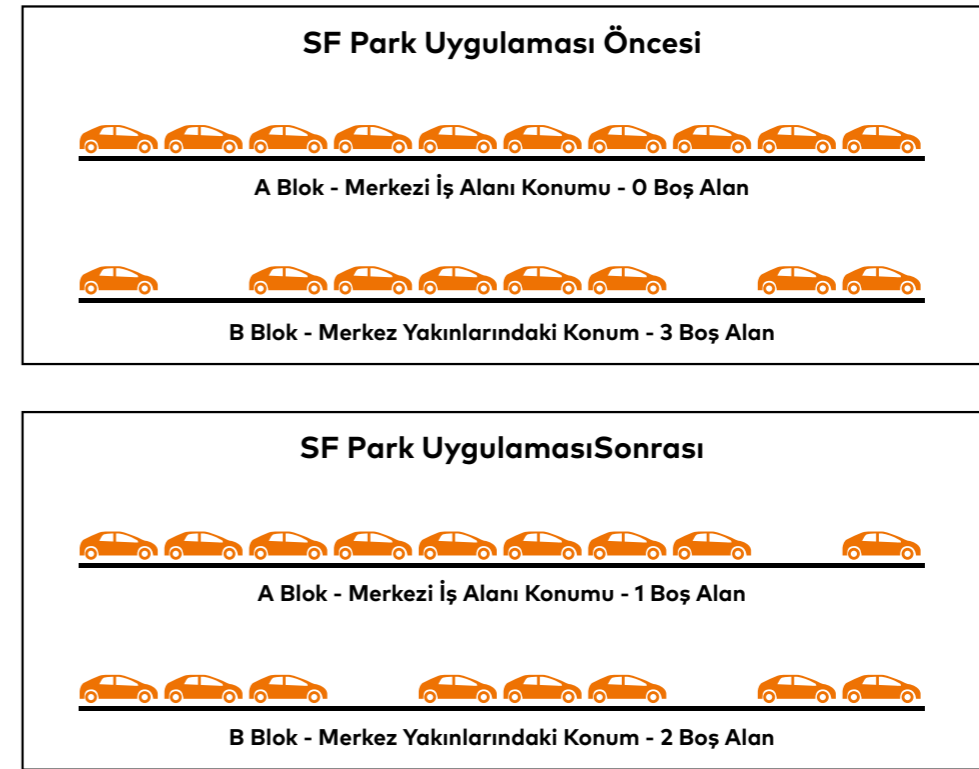 SF Park Uygulaması Öncesi
A Blok - Merkezi İş Alanı Konumu - 0 Boş Alan
B Blok - Merkez Yakınlarındaki Konum - 3 Boş Alan
SF Park UygulamasıSonrası
A Blok - Merkezi İş Alanı Konumu - 1 Boş Alan
B Blok - Merkez Yakınlarındaki Konum - 2 Boş Alan